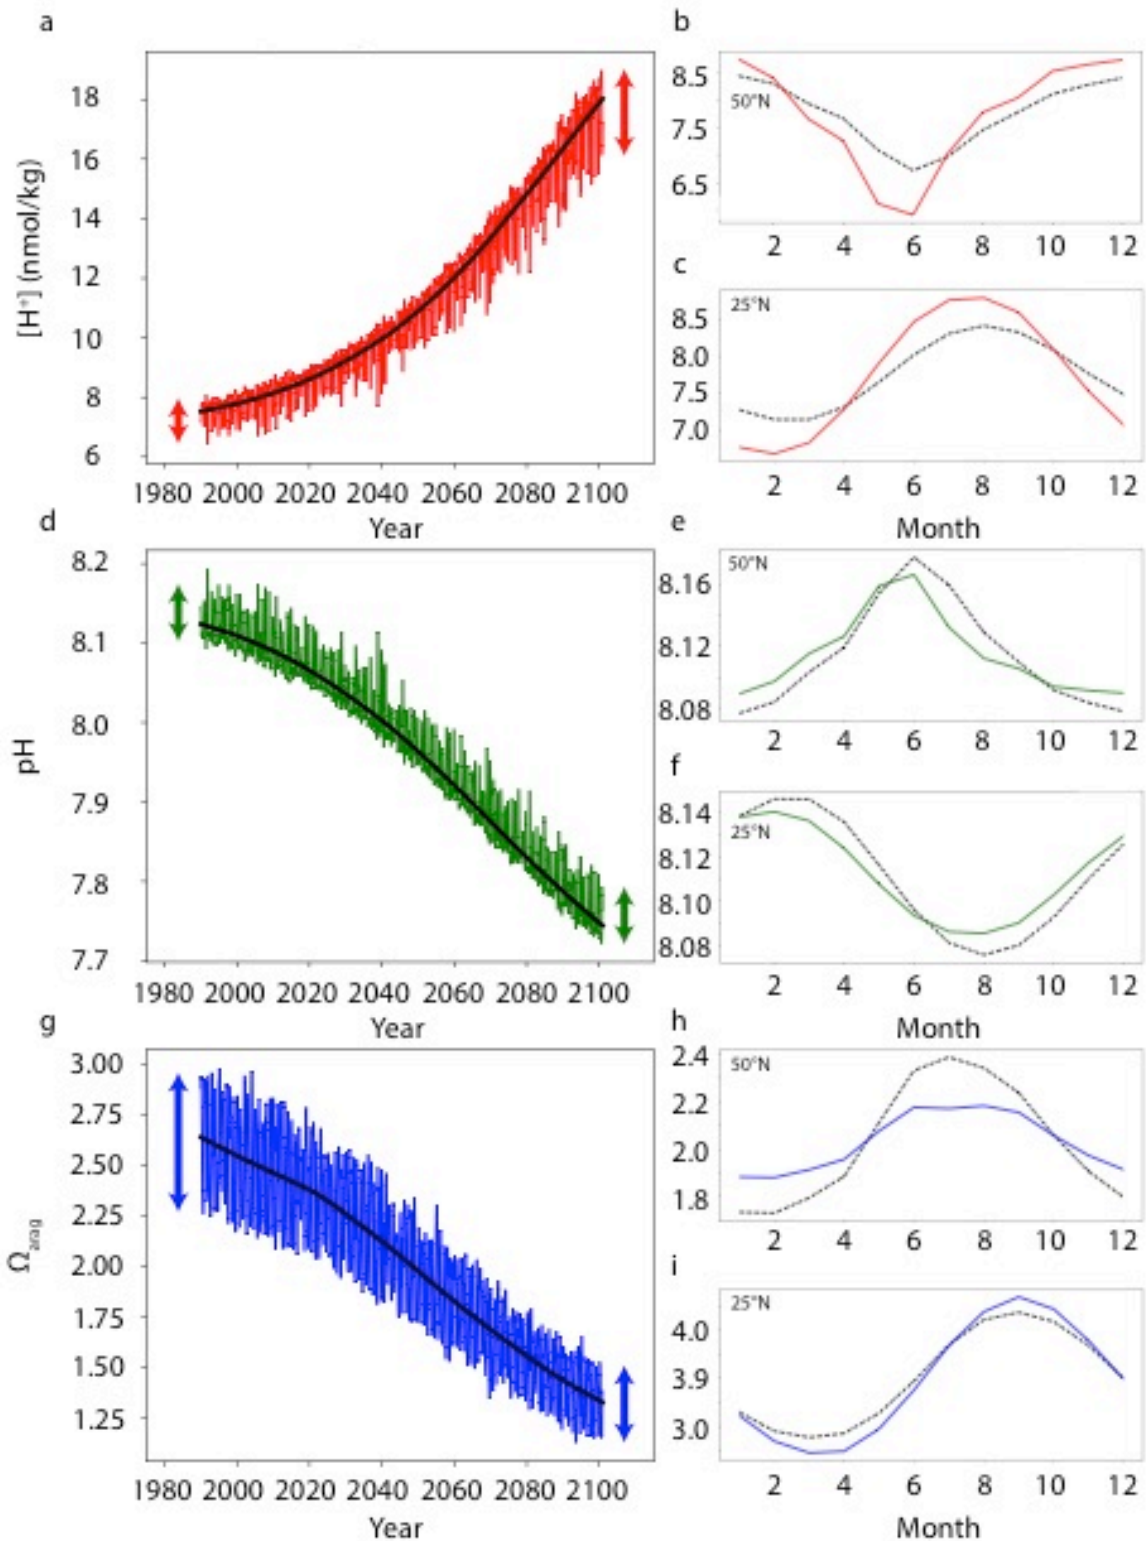 a
[H⁺] (nmol/kg)
18
16
14
12
10
8
6
1980 2000 2020 2040 2060 2080 2100
Year
b
50°N
8.5
7.5
6.5
2 4 6 8 10 12
c
25°N
8.5
8.0
7.5
7.0
2 4 6 8 10 12
Month
d
pH
8.2
8.1
8.0
7.9
7.8
7.7
1980 2000 2020 2040 2060 2080 2100
Year
e
50°N
8.16
8.12
8.08
2 4 6 8 10 12
f
8.14
25°N
8.12
8.10
8.08
2 4 6 8 10 12
Month
g
Ωarag
3.00
2.75
2.50
2.25
2.00
1.75
1.50
1.25
1980 2000 2020 2040 2060 2080 2100
Year
h
2.4
50°N
2.2
2.0
1.8
2 4 6 8 10 12
i
25°N
4.0
3.9
3.0
2 4 6 8 10 12
Month